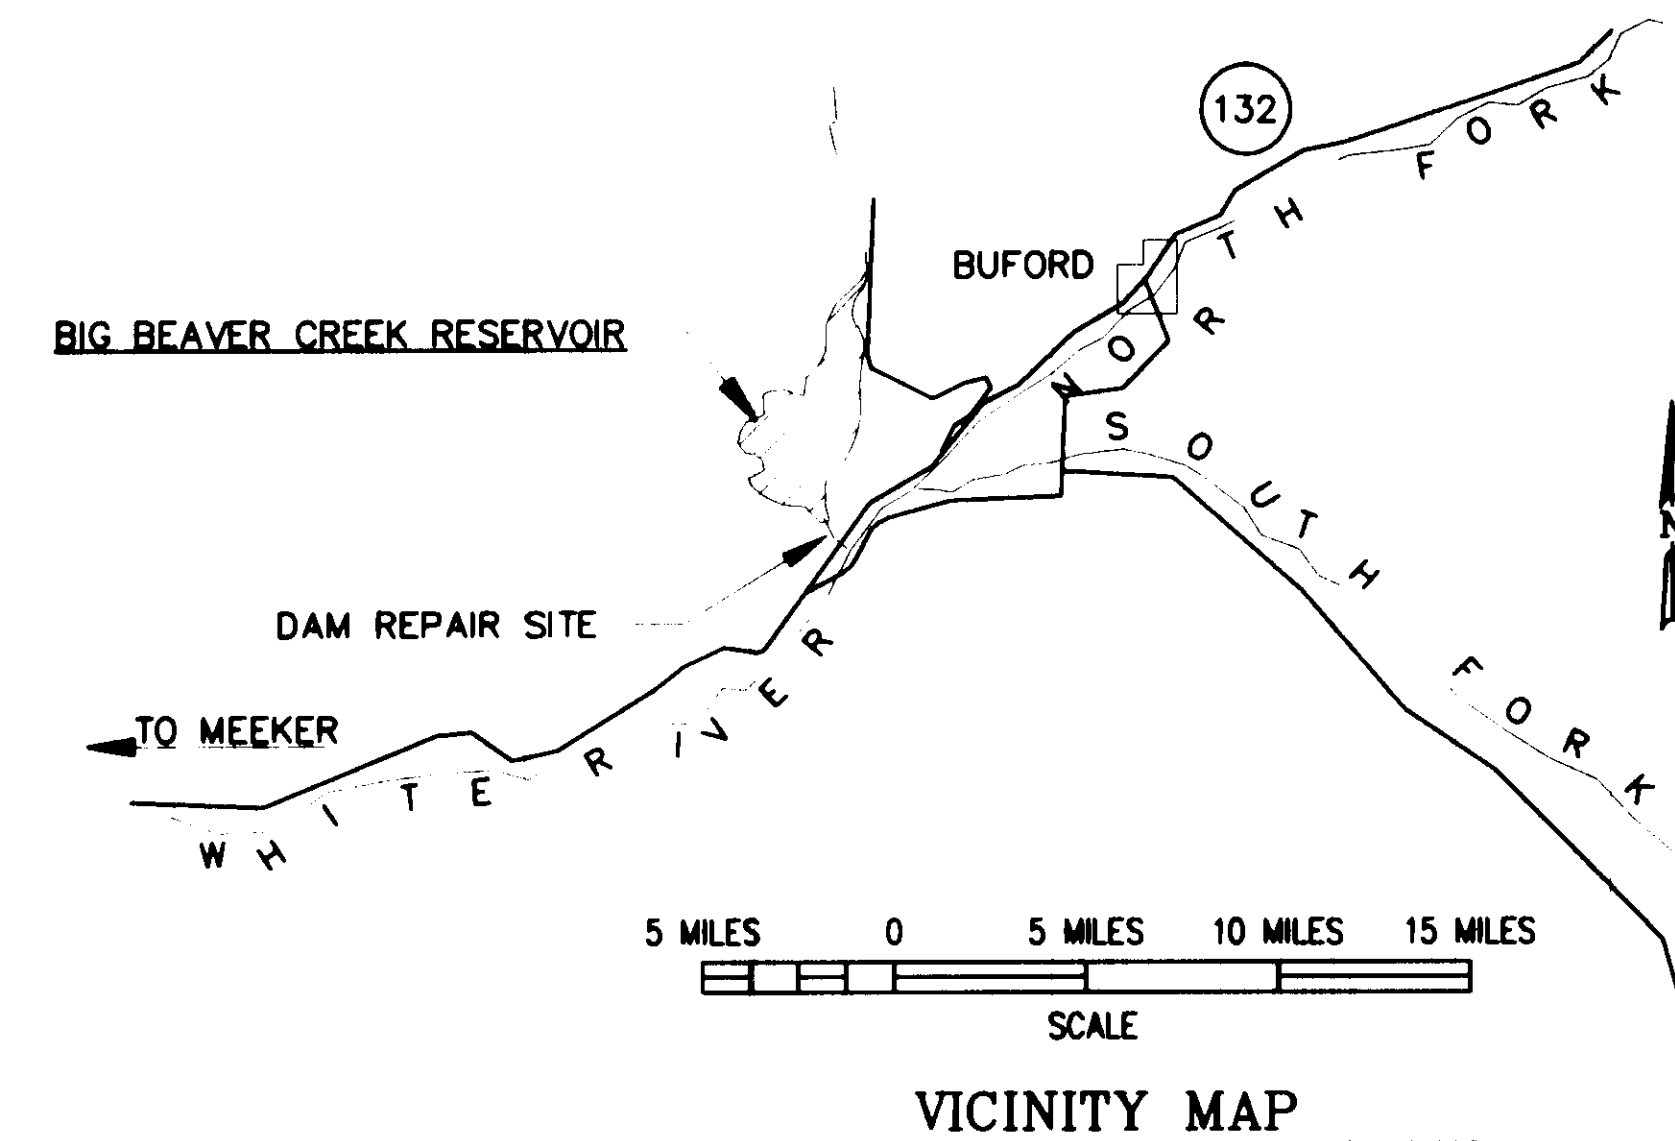 132
NORTH FORK
BUFORD
BIG BEAVER CREEK RESERVOIR
SOUTH FORK
N
DAM REPAIR SITE
TO MEEKER
WHITE RIVER
5 MILES 0 5 MILES 10 MILES 15 MILES
SCALE
VICINITY MAP